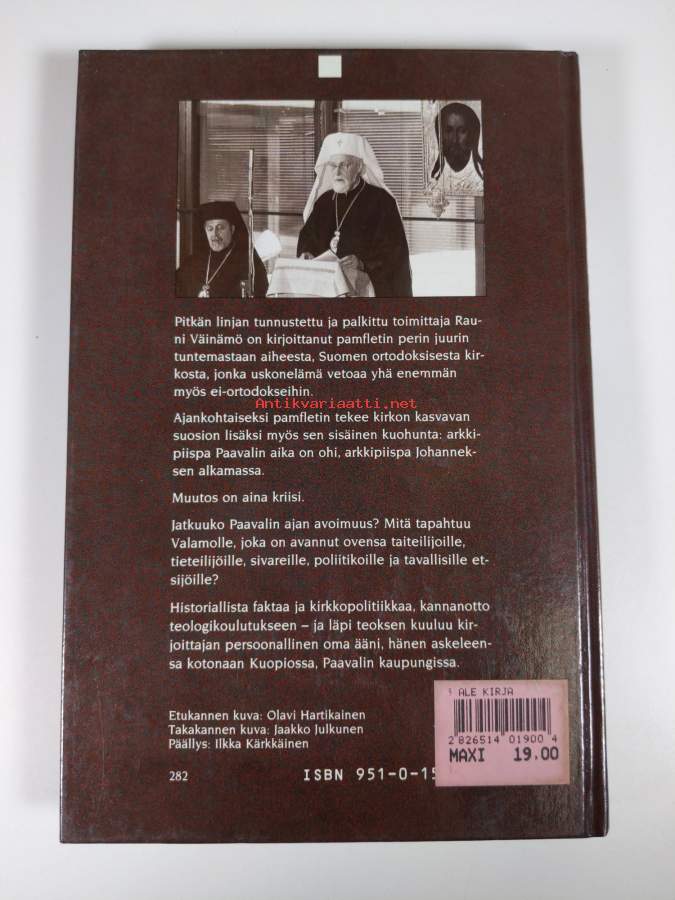 Pitkän linjan tunnustettu ja palkittu toimittaja Rau-
ni Väinämö on kirjoittanut pamfletin perin juurin
tuntemastaan aiheesta, Suomen ortodoksisesta kir-
kosta, jonka uskonelämä vetoaa yhä enemmän
myös ei-ortodokseihin.
Antikvariaatti.net
Ajankohtaiseksi pamfletin tekee kirkon kasvavan
suosion lisäksi myös sen sisäinen kuohunta: arkki-
piispa Paavalin aika on ohi, arkkipiispa Johannek-
sen alkamassa.
Muutos on aina kriisi.
Jatkuuko Paavalin ajan avoimuus? Mitä tapahtuu
Valamolle, joka on avannut ovensa taiteilijoille,
tieteilijöille, sivareille, poliitikoille ja tavallisille et-
sijöille?
Historiallista faktaa ja kirkkopolitiikkaa, kannanotto
teologikoulutukseen – ja läpi teoksen kuuluu kir-
joittajan persoonallinen oma ääni, hänen askeleen-
sa kotonaan Kuopiossa, Paavalin kaupungissa.
Etukannen kuva: Olavi Hartikainen
Takakannen kuva: Jaakko Julkunen
Päällys: Ilkka Kärkkäinen
282 ISBN 951-0-15
ALE KIRJA
2 826514 01900 4
MAXI 19.00